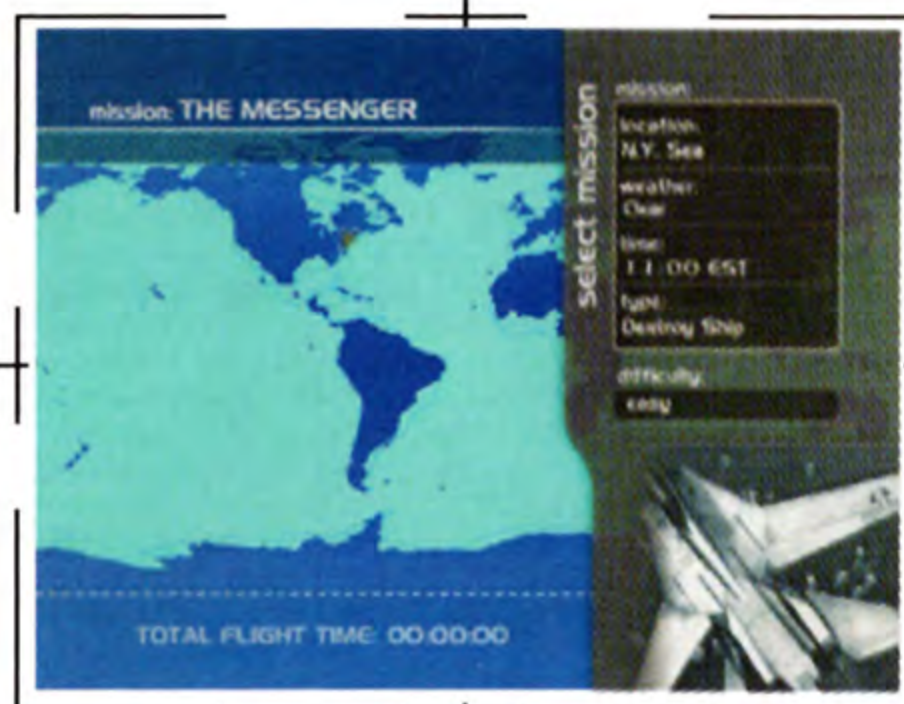 mission: THE MESSENGER
TOTAL FLIGHT TIME: 00:00:00
select mission
mission:
location:
N.Y. Sea
weather:
Clear
time:
11:00 EST
type:
Destroy Ship
difficulty:
easy